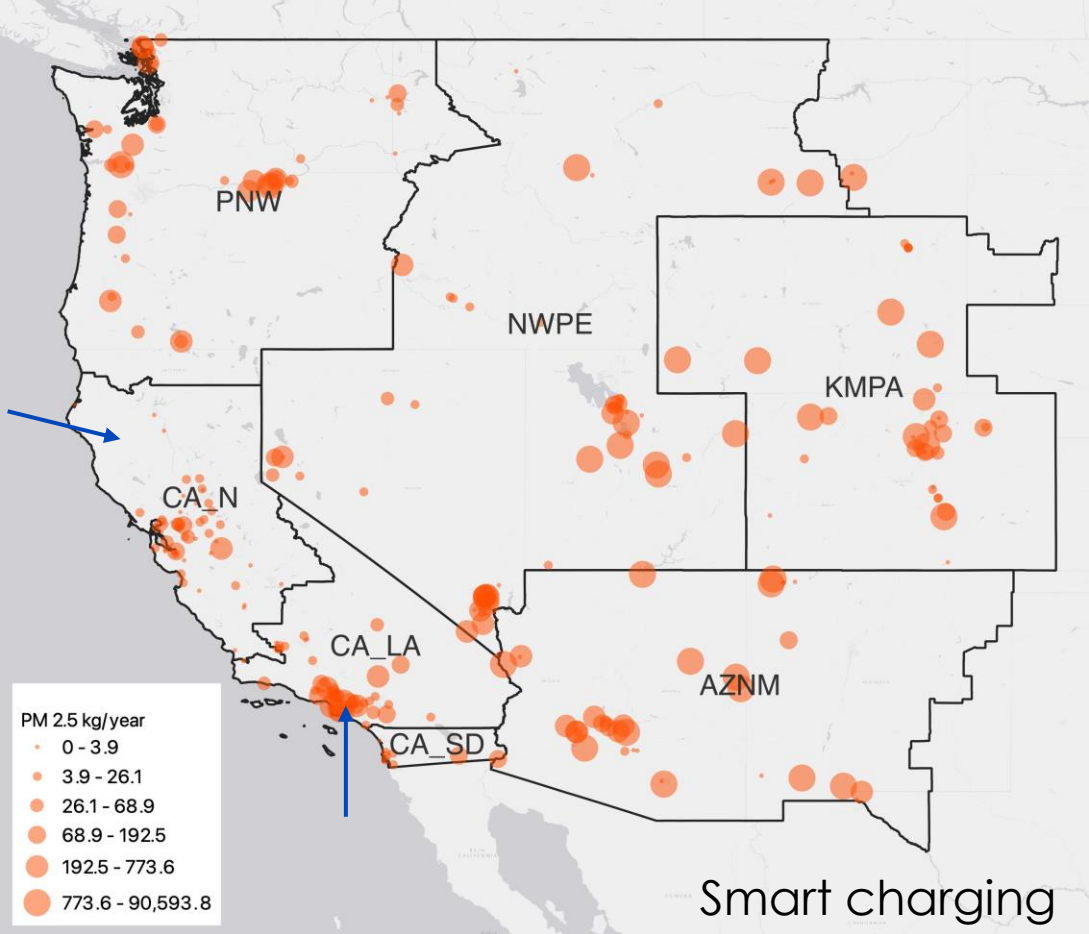 PNW
NWPE
KMPA
CA_N
CA_LA
AZNM
CA_SD
PM 2.5 kg/year
0 - 3.9
3.9 - 26.1
26.1 - 68.9
68.9 - 192.5
192.5 - 773.6
773.6 - 90,593.8
Smart charging